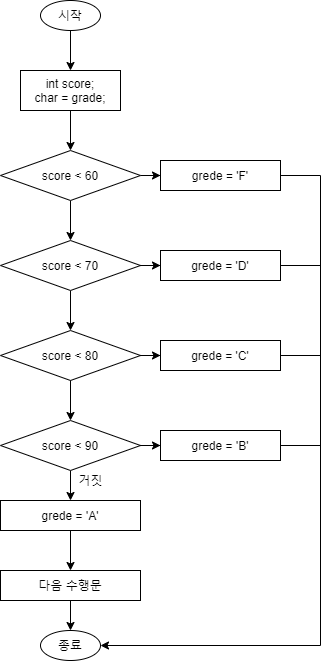 시작
int score;
char = grade;
score < 60
grede = 'F'
score < 70
grede = 'D'
score < 80
grede = 'C'
score < 90
grede = 'B'
거짓
grede = 'A'
다음 수행문
종료